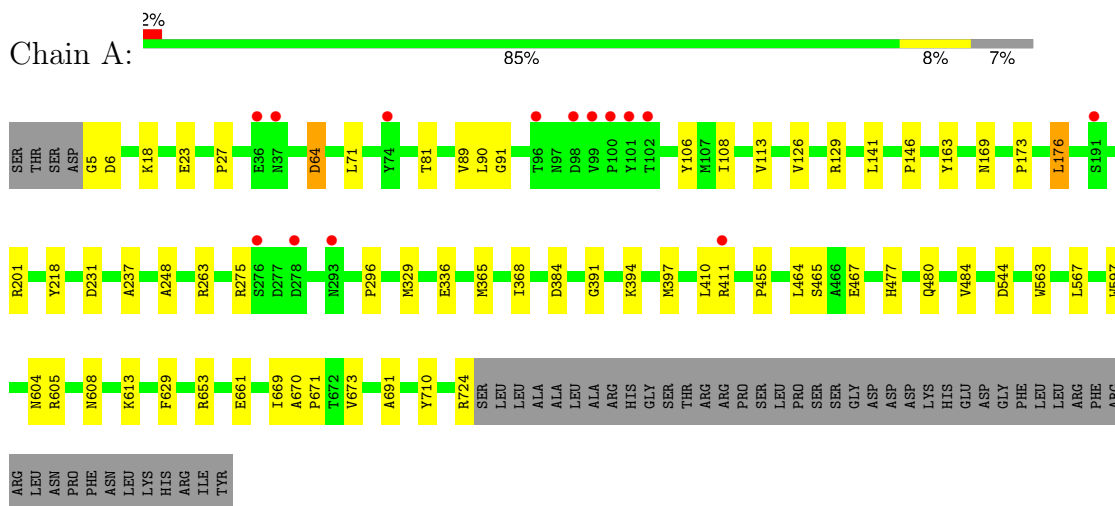 2%
Chain A:
85% 8% 7%
SER THR SER ASP G5 D6 K18 E23 P27 E36 N37 D64 L71 Y74 T81 V89 L90 G91 T96 N97 D98 V99 P100 Y101 T102 Y106 M107 I108 V113 V126 R129 L141 P146 Y163 N169 P173 L176 S191
R201 Y218 D231 A237 A248 R263 R275 S276 D277 D278 N293 P296 M329 E336 M365 I368 D384 G391 K394 M397 L410 R411 P455 L464 S465 A466 E467 H477 Q480 V484 D544 W563 L567 W597
N604 R605 N608 K613 F629 R653 E661 I669 A670 P671 T672 V673 A691 Y710 R724 SER LEU LEU ALA ALA LEU ALA ARG HIS GLY SER THR ARG ARG PRO SER LEU PRO SER SER GLY ASP ASP ASP LYS HIS GLU ASP GLY PHE LEU LEU ARG PHE ARG
ARG LEU ASN PRO PHE ASN LEU LYS HIS ARG ILE TYR